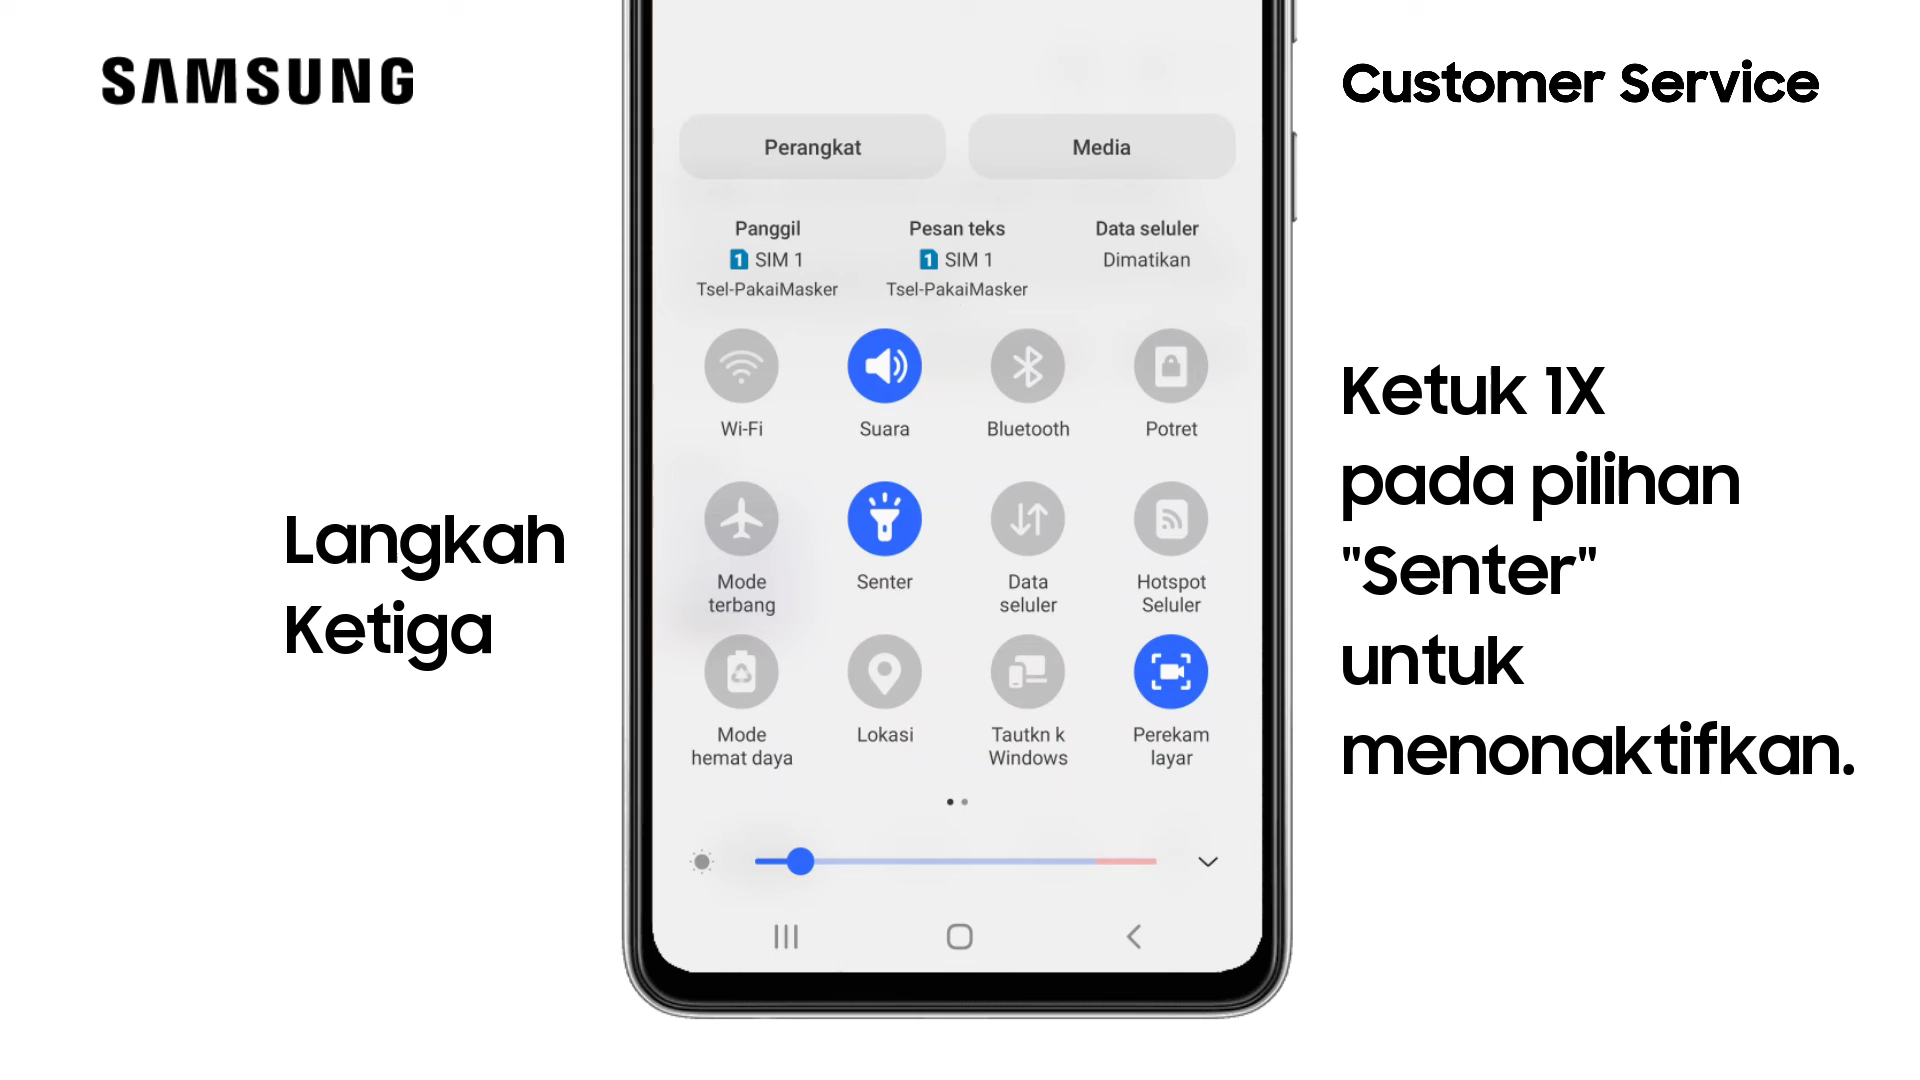 SAMSUNG
Customer Service
Langkah
Ketiga
Perangkat
Media
Panggil
1 SIM 1
Tsel-PakaiMasker
Pesan teks
1 SIM 1
Tsel-PakaiMasker
Data seluler
Dimatikan
Wi-Fi
Suara
Bluetooth
Potret
Mode
terbang
Senter
Data
seluler
Hotspot
Seluler
Mode
hemat daya
Lokasi
Tautkn k
Windows
Perekam
layar
Ketuk 1X
pada pilihan
"Senter"
untuk
menonaktifkan.